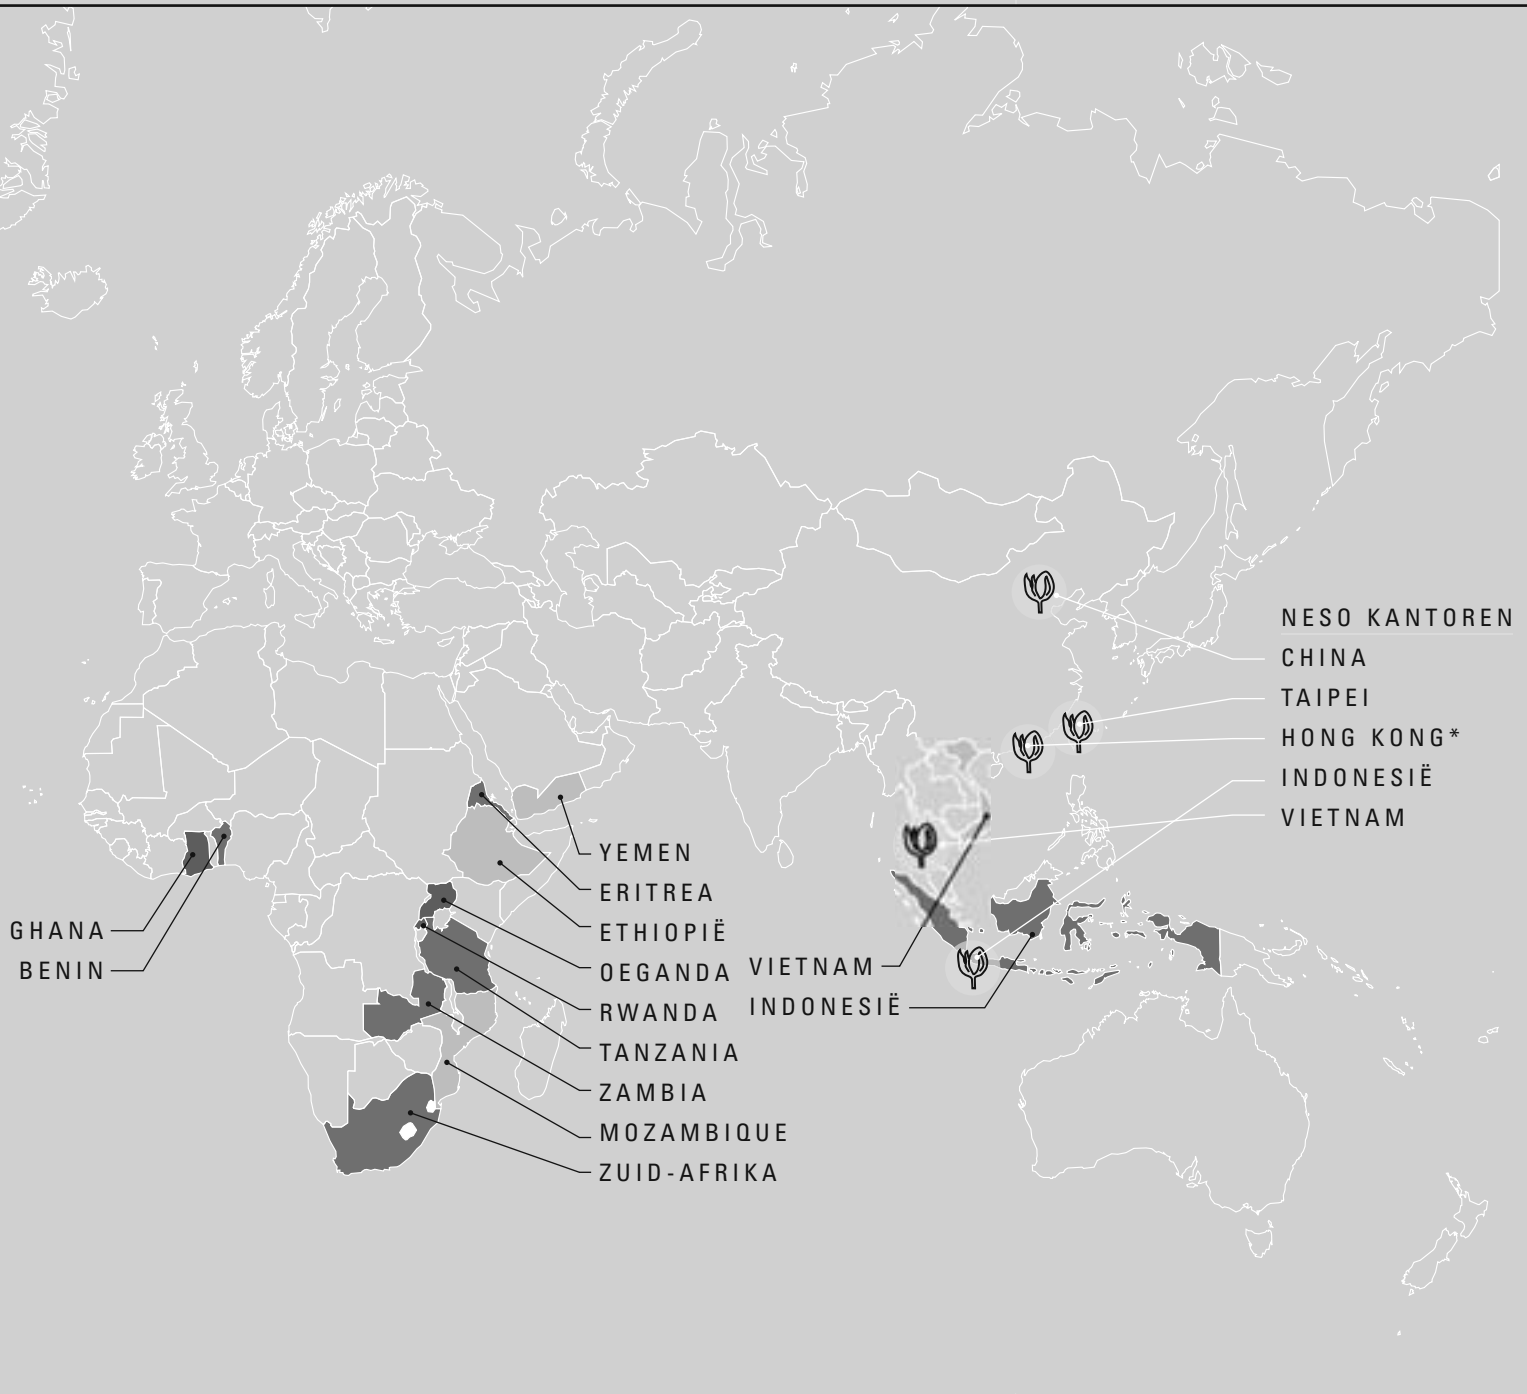 NESO KANTOREN
CHINA
TAIPEI
HONG KONG*
INDONESIË
VIETNAM
YEMEN
ERITREA
ETHIOPIË
OEGANDA
RWANDA
TANZANIA
ZAMBIA
MOZAMBIQUE
ZUID-AFRIKA
GHANA
BENIN
VIETNAM
INDONESIË